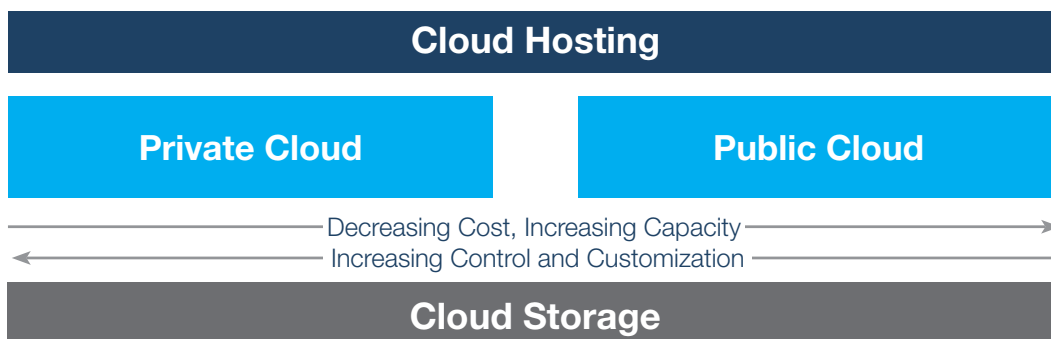 Cloud Hosting
Private Cloud
Public Cloud
Decreasing Cost, Increasing Capacity
Increasing Control and Customization
Cloud Storage